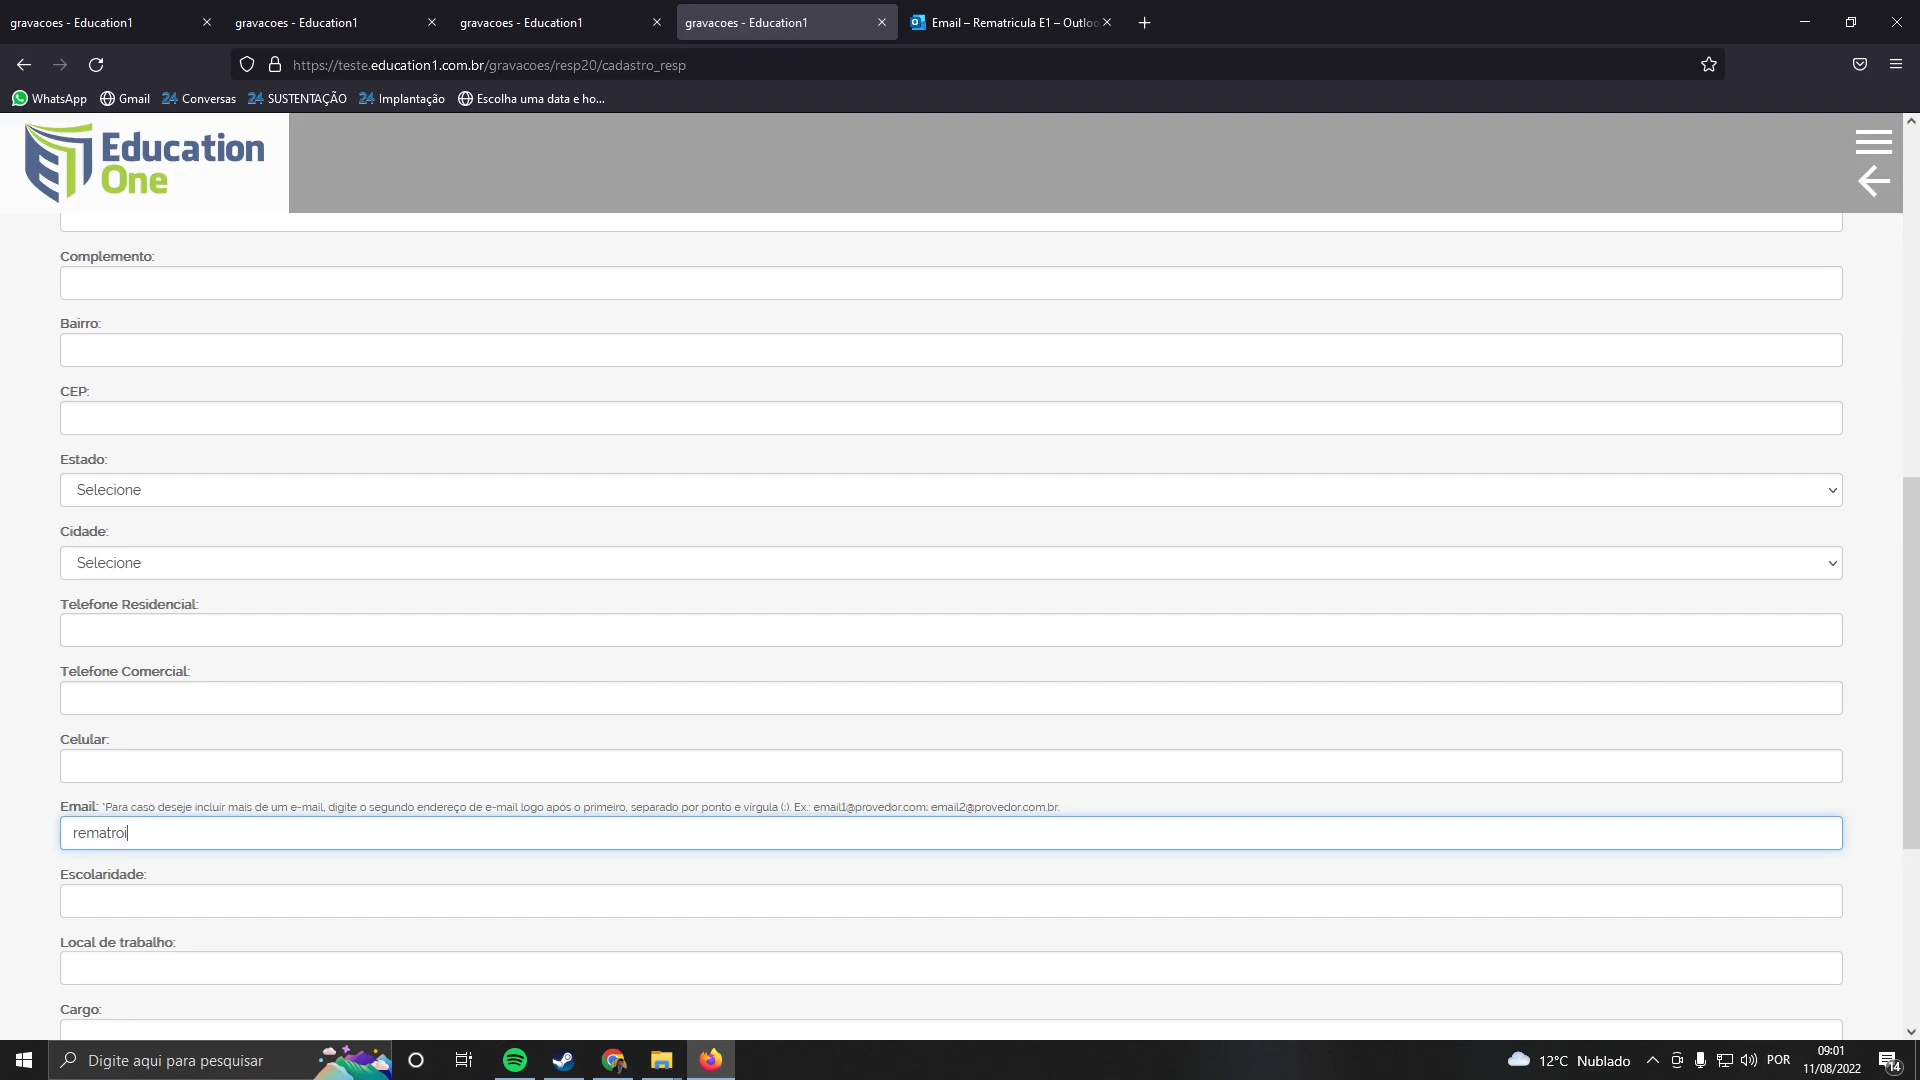 gravacoes - Education1
gravacoes - Education1
gravacoes - Education1
gravacoes - Education1
Email – Rematricula E1 – Outloo
https://teste.education1.com.br/gravacoes/resp20/cadastro_resp
WhatsApp
Gmail
24 Conversas
24 SUSTENTAÇÃO
24 Implantação
Escolha uma data e ho...
Education
One
Complemento:
Bairro:
CEP:
Estado:
Selecione
Cidade:
Selecione
Telefone Residencial:
Telefone Comercial:
Celular:
Email: *Para caso deseje incluir mais de um e-mail, digite o segundo endereço de e-mail logo após o primeiro, separado por ponto e vírgula (;). Ex.: email1@provedor.com; email2@provedor.com.br.
rematroi
Escolaridade:
Local de trabalho:
Cargo:
Digite aqui para pesquisar
12°C Nublado
POR
09:01
11/08/2022
14